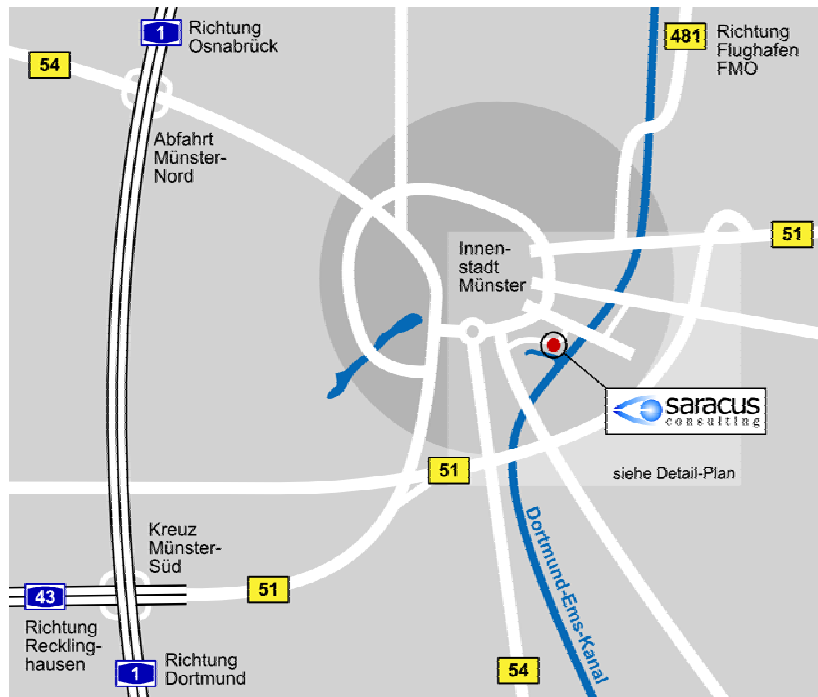 1
Richtung
Osnabrück
481
Richtung
Flughafen
FMO
54
Abfahrt
Münster-
Nord
51
Innen-
stadt
Münster
saracus
consulting
51
siehe Detail-Plan
Kreuz
Münster-
Süd
Dortmund-Ems-Kanal
43
51
Richtung
Reckling-
hausen
1
Richtung
Dortmund
54